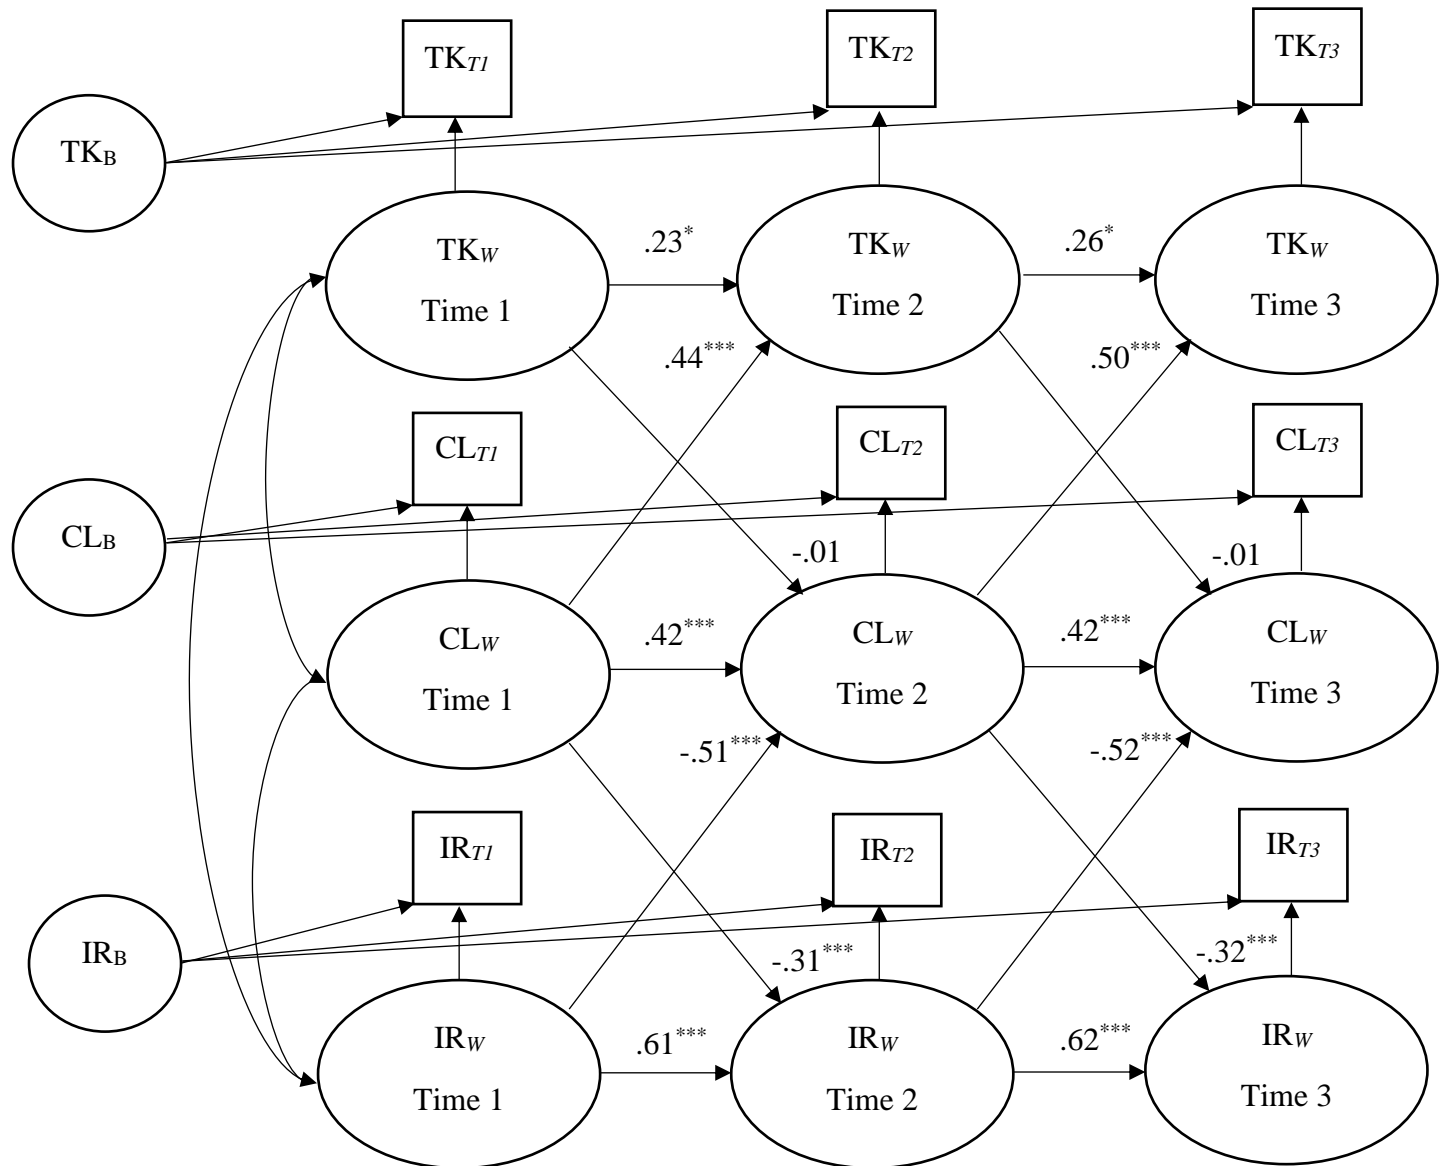 TK_T1
TK_T2
TK_T3
TK_B
TK_W
Time 1
.23*
TK_W
Time 2
.26*
TK_W
Time 3
.44***
.50***
CL_T1
CL_T2
CL_T3
CL_B
-.01
-.01
CL_W
Time 1
.42***
CL_W
Time 2
.42***
CL_W
Time 3
-.51***
-.52***
IR_T1
IR_T2
IR_T3
IR_B
-.31***
-.32***
IR_W
Time 1
.61***
IR_W
Time 2
.62***
IR_W
Time 3